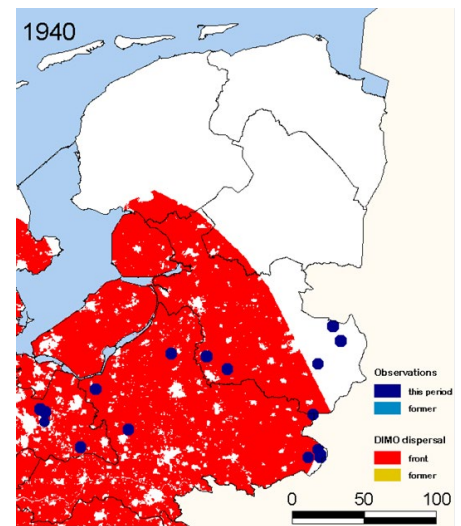 1940
Observations
this period
former
DIMO dispersal
front
former
0 50 100